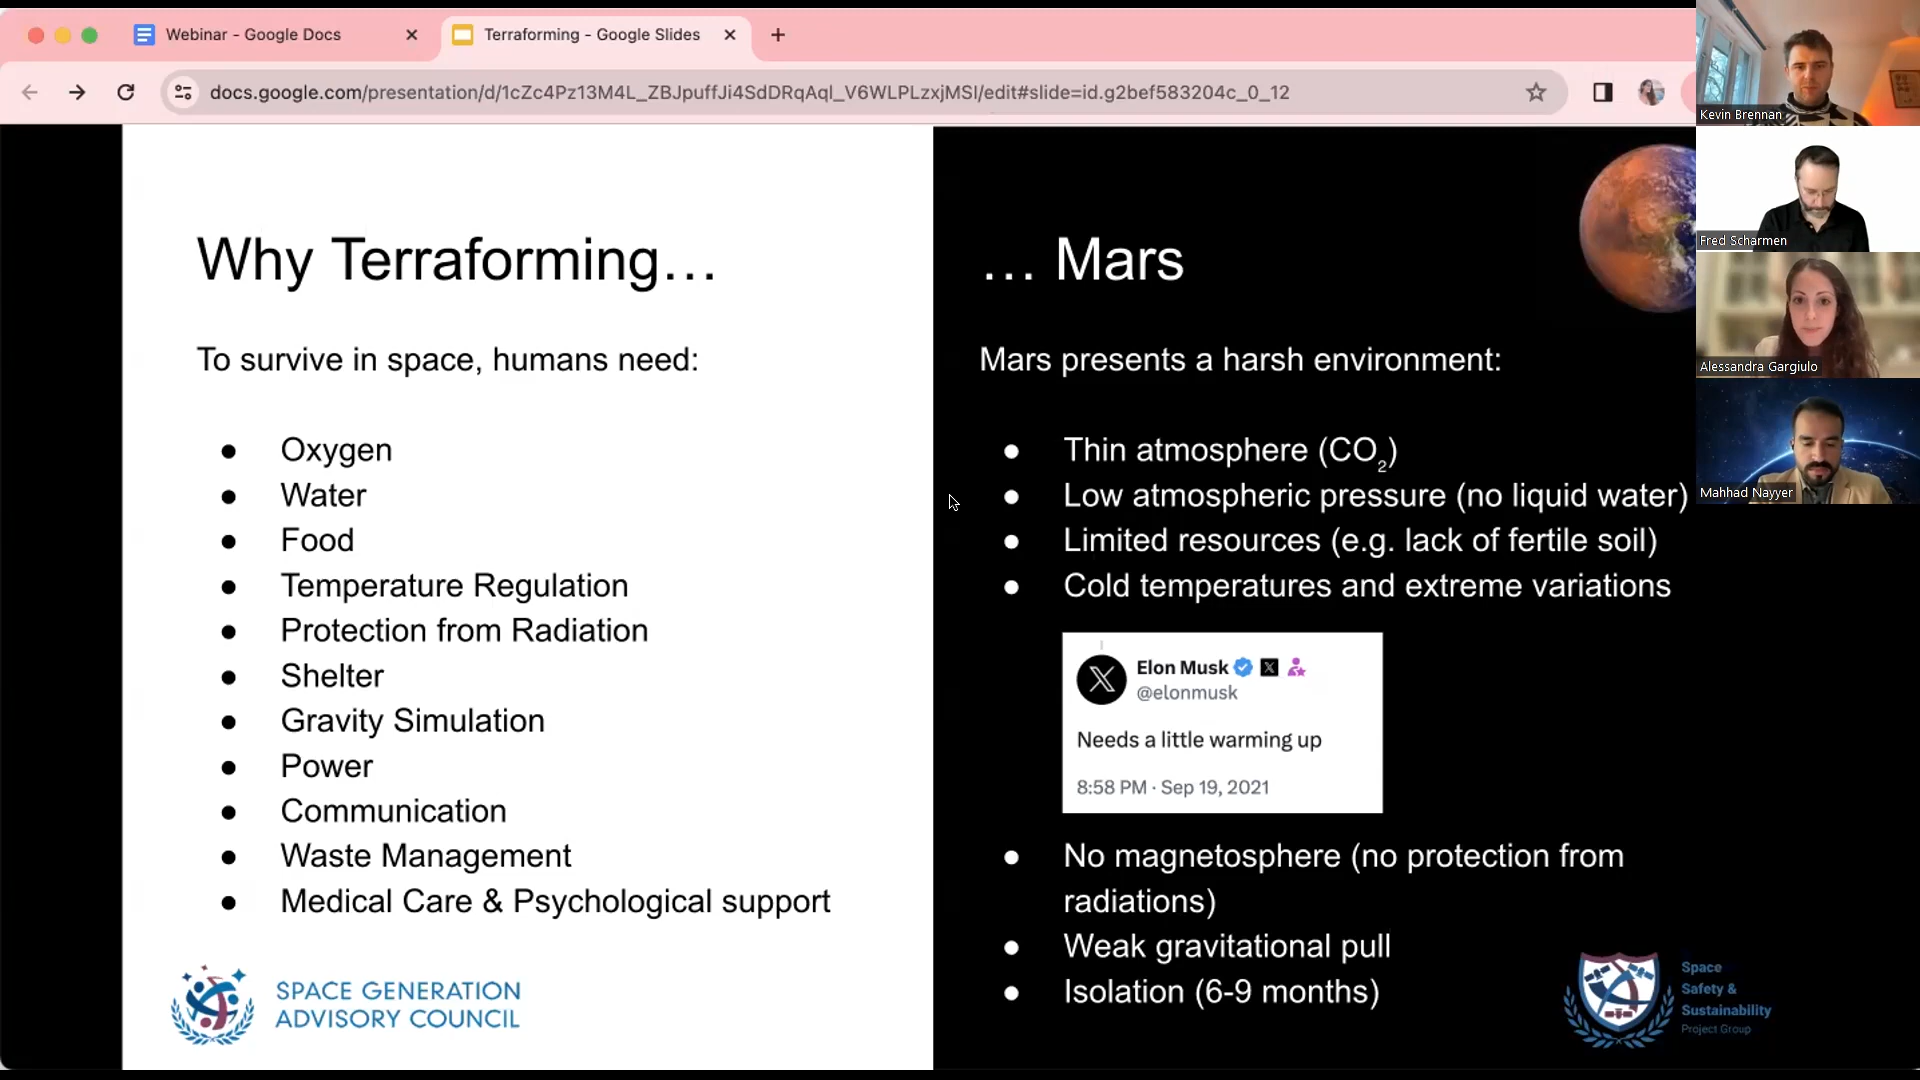 Webinar - Google Docs
Terraforming - Google Slides
docs.google.com/presentation/d/1cZc4Pz13M4L_ZBJpuffJi4SdDRqAql_V6WLPLzxjMSI/edit#slide=id.g2bef583204c_0_12
Why Terraforming…
To survive in space, humans need:
● Oxygen
● Water
● Food
● Temperature Regulation
● Protection from Radiation
● Shelter
● Gravity Simulation
● Power
● Communication
● Waste Management
● Medical Care & Psychological support
SPACE GENERATION
ADVISORY COUNCIL
… Mars
Mars presents a harsh environment:
● Thin atmosphere (CO₂)
● Low atmospheric pressure (no liquid water)
● Limited resources (e.g. lack of fertile soil)
● Cold temperatures and extreme variations
Elon Musk
@elonmusk
Needs a little warming up
8:58 PM · Sep 19, 2021
● No magnetosphere (no protection from
radiations)
● Weak gravitational pull
● Isolation (6-9 months)
Space
Safety &
Sustainability
Project Group
Kevin Brennan
Fred Scharmen
Alessandra Gargiulo
Mahhad Nayyer